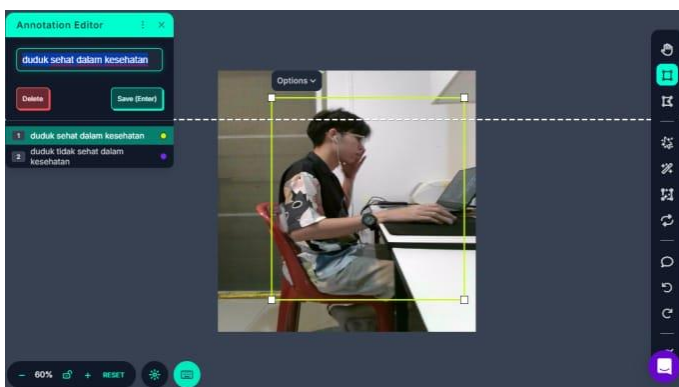 Annotation Editor
duduk sehat dalam kesehatan
Delete
Save (Enter)
1 duduk sehat dalam kesehatan
2 duduk tidak sehat dalam
kesehatan
Options
60%
RESET